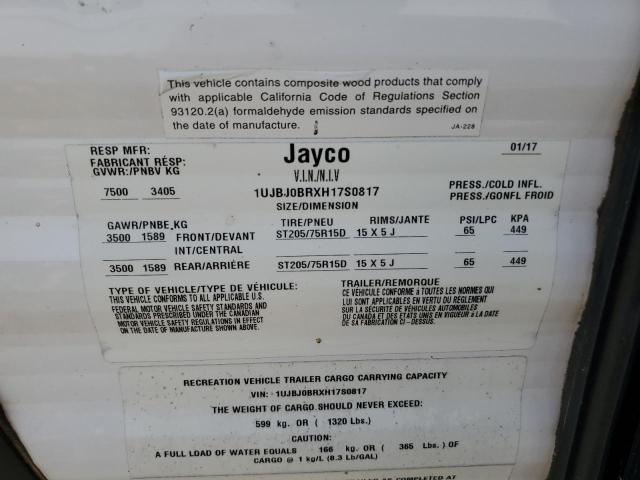 This vehicle contains composite wood products that comply
with applicable California Code of Regulations Section
93120.2(a) formaldehyde emission standards specified on
the date of manufacture.
JA-228
RESP MFR:
FABRICANT RÉSP:
Jayco
01/17
GVWR:/PNBV KG
V.I.N./N.I.V
7500 3405
1UJBJ0BRXH17S0817
PRESS./COLD INFL.
PRESS./GONFL FROID
SIZE/DIMENSION
GAWR/PNBE KG TIRE/PNEU RIMS/JANTE PSI/LPC KPA
3500 1589 FRONT/DEVANT ST205/75R15D 15 X 5 J 65 449
INT/CENTRAL
3500 1589 REAR/ARRIÈRE ST205/75R15D 15 X 5 J 65 449
TYPE OF VEHICLE/TYPE DE VÉHICULE:
TRAILER/REMORQUE
THIS VEHICLE CONFORMS TO ALL APPLICABLE U.S.
FEDERAL MOTOR VEHICLE SAFETY STANDARDS AND
STANDARDS PRESCRIBED UNDER THE CANADIAN
MOTOR VEHICLE SAFETY REGULATIONS IN EFFECT
ON THE DATE OF MANUFACTURE SHOWN ABOVE.
CE VÉHICULE CONFORME à TOUTES LES NORMES QUI
LUI SONT APPLICABLES EN VERTU DU RÉGLEMENT
SUR LA SÉCURITÉ DE VÉHICULES AUTOMOBILES
DU CANADA ET DES ÉTATS UNIS EN VIGUEUR à LA DATE
DE SA FABRICATION CI-DESSUS.
RECREATION VEHICLE TRAILER CARGO CARRYING CAPACITY
VIN: 1UJBJ0BRXH17S0817
THE WEIGHT OF CARGO SHOULD NEVER EXCEED:
599 kg. OR ( 1320 Lbs.)
CAUTION:
A FULL LOAD OF WATER EQUALS 166 kg OR ( 365 Lbs. ) OF
CARGO @ 1 kg/L (8.3 Lb/GAL)